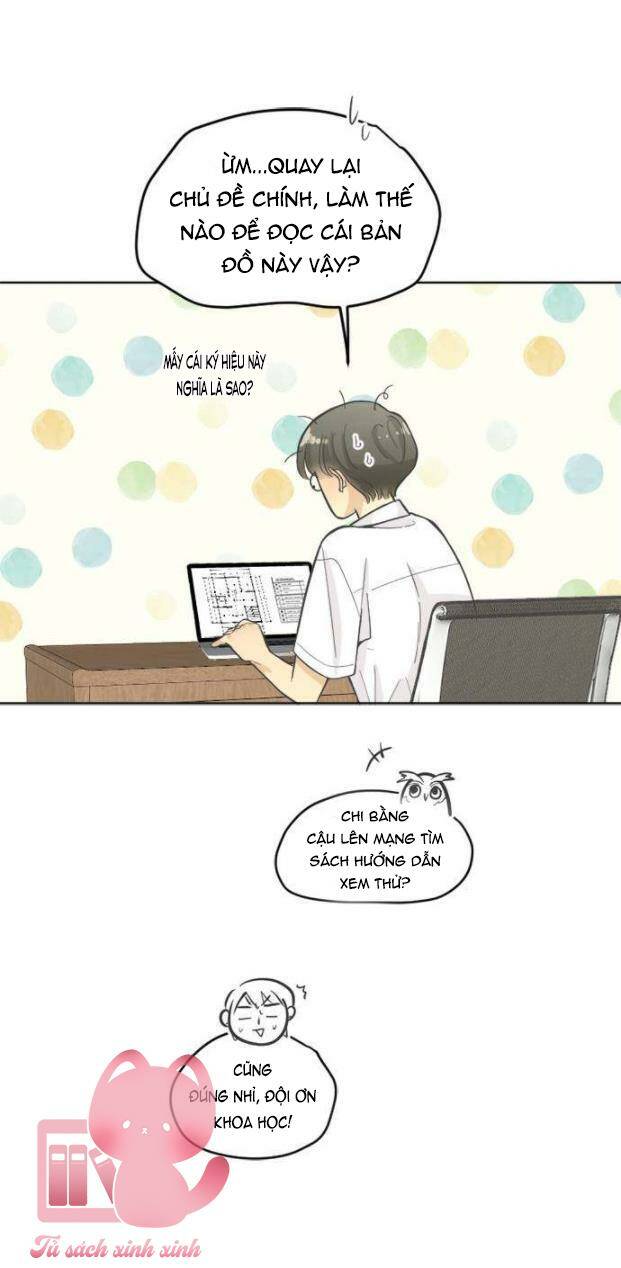 ỪM...QUAY LẠI
CHỦ ĐỀ CHÍNH, LÀM THẾ
NÀO ĐỂ ĐỌC CÁI BẢN
ĐỒ NÀY VẬY?
MẤY CÁI KÝ HIỆU NÀY
NGHĨA LÀ SAO?
CHI BẰNG
CẬU LÊN MẠNG TÌM
SÁCH HƯỚNG DẪN
XEM THỬ?
CŨNG
ĐÚNG NHỈ, ĐỘI ƠN
KHOA HỌC!
Tủ sách xinh xinh